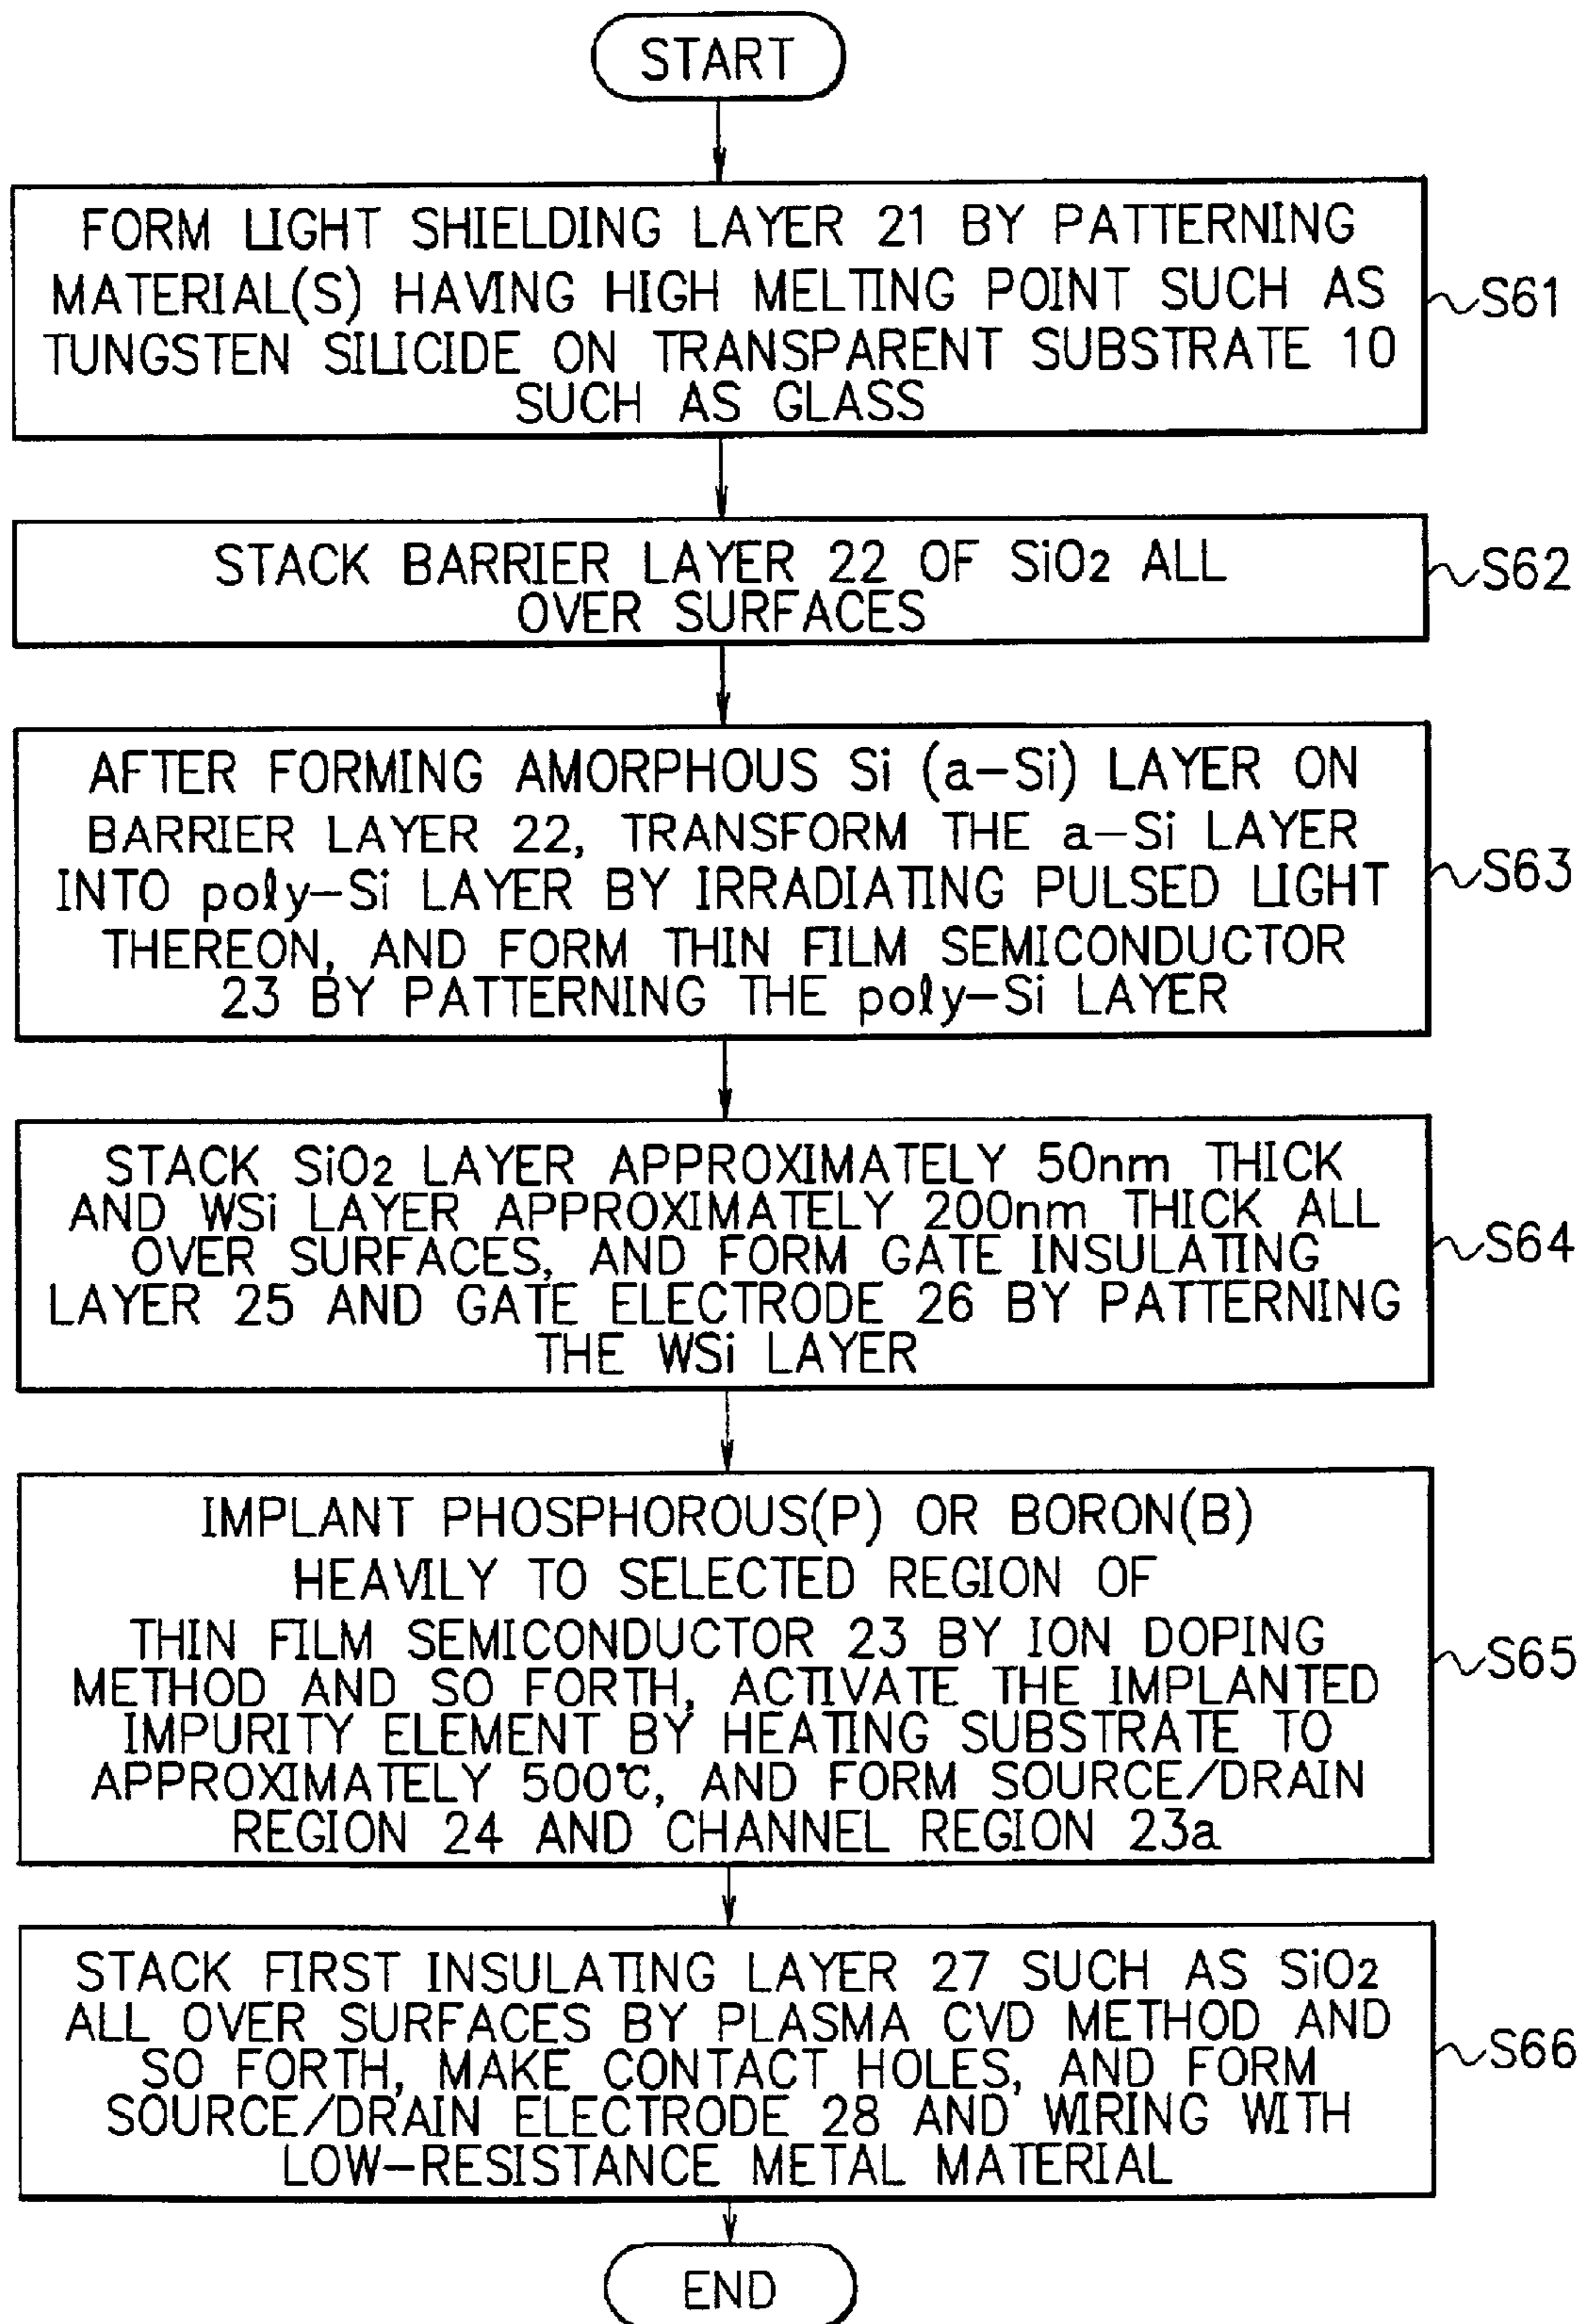 START
FORM LIGHT SHIELDING LAYER 21 BY PATTERNING
MATERIAL(S) HAVING HIGH MELTING POINT SUCH AS
TUNGSTEN SILICIDE ON TRANSPARENT SUBSTRATE 10
SUCH AS GLASS
S61
STACK BARRIER LAYER 22 OF SiO2 ALL
OVER SURFACES
S62
AFTER FORMING AMORPHOUS Si (a-Si) LAYER ON
BARRIER LAYER 22, TRANSFORM THE a-Si LAYER
INTO poly-Si LAYER BY IRRADIATING PULSED LIGHT
THEREON, AND FORM THIN FILM SEMICONDUCTOR
23 BY PATTERNING THE poly-Si LAYER
S63
STACK SiO2 LAYER APPROXIMATELY 50nm THICK
AND WSi LAYER APPROXIMATELY 200nm THICK ALL
OVER SURFACES, AND FORM GATE INSULATING
LAYER 25 AND GATE ELECTRODE 26 BY PATTERNING
THE WSi LAYER
S64
IMPLANT PHOSPHOROUS(P) OR BORON(B)
HEAVILY TO SELECTED REGION OF
THIN FILM SEMICONDUCTOR 23 BY ION DOPING
METHOD AND SO FORTH, ACTIVATE THE IMPLANTED
IMPURITY ELEMENT BY HEATING SUBSTRATE TO
APPROXIMATELY 500℃, AND FORM SOURCE/DRAIN
REGION 24 AND CHANNEL REGION 23a
S65
STACK FIRST INSULATING LAYER 27 SUCH AS SiO2
ALL OVER SURFACES BY PLASMA CVD METHOD AND
SO FORTH, MAKE CONTACT HOLES, AND FORM
SOURCE/DRAIN ELECTRODE 28 AND WIRING WITH
LOW-RESISTANCE METAL MATERIAL
S66
END